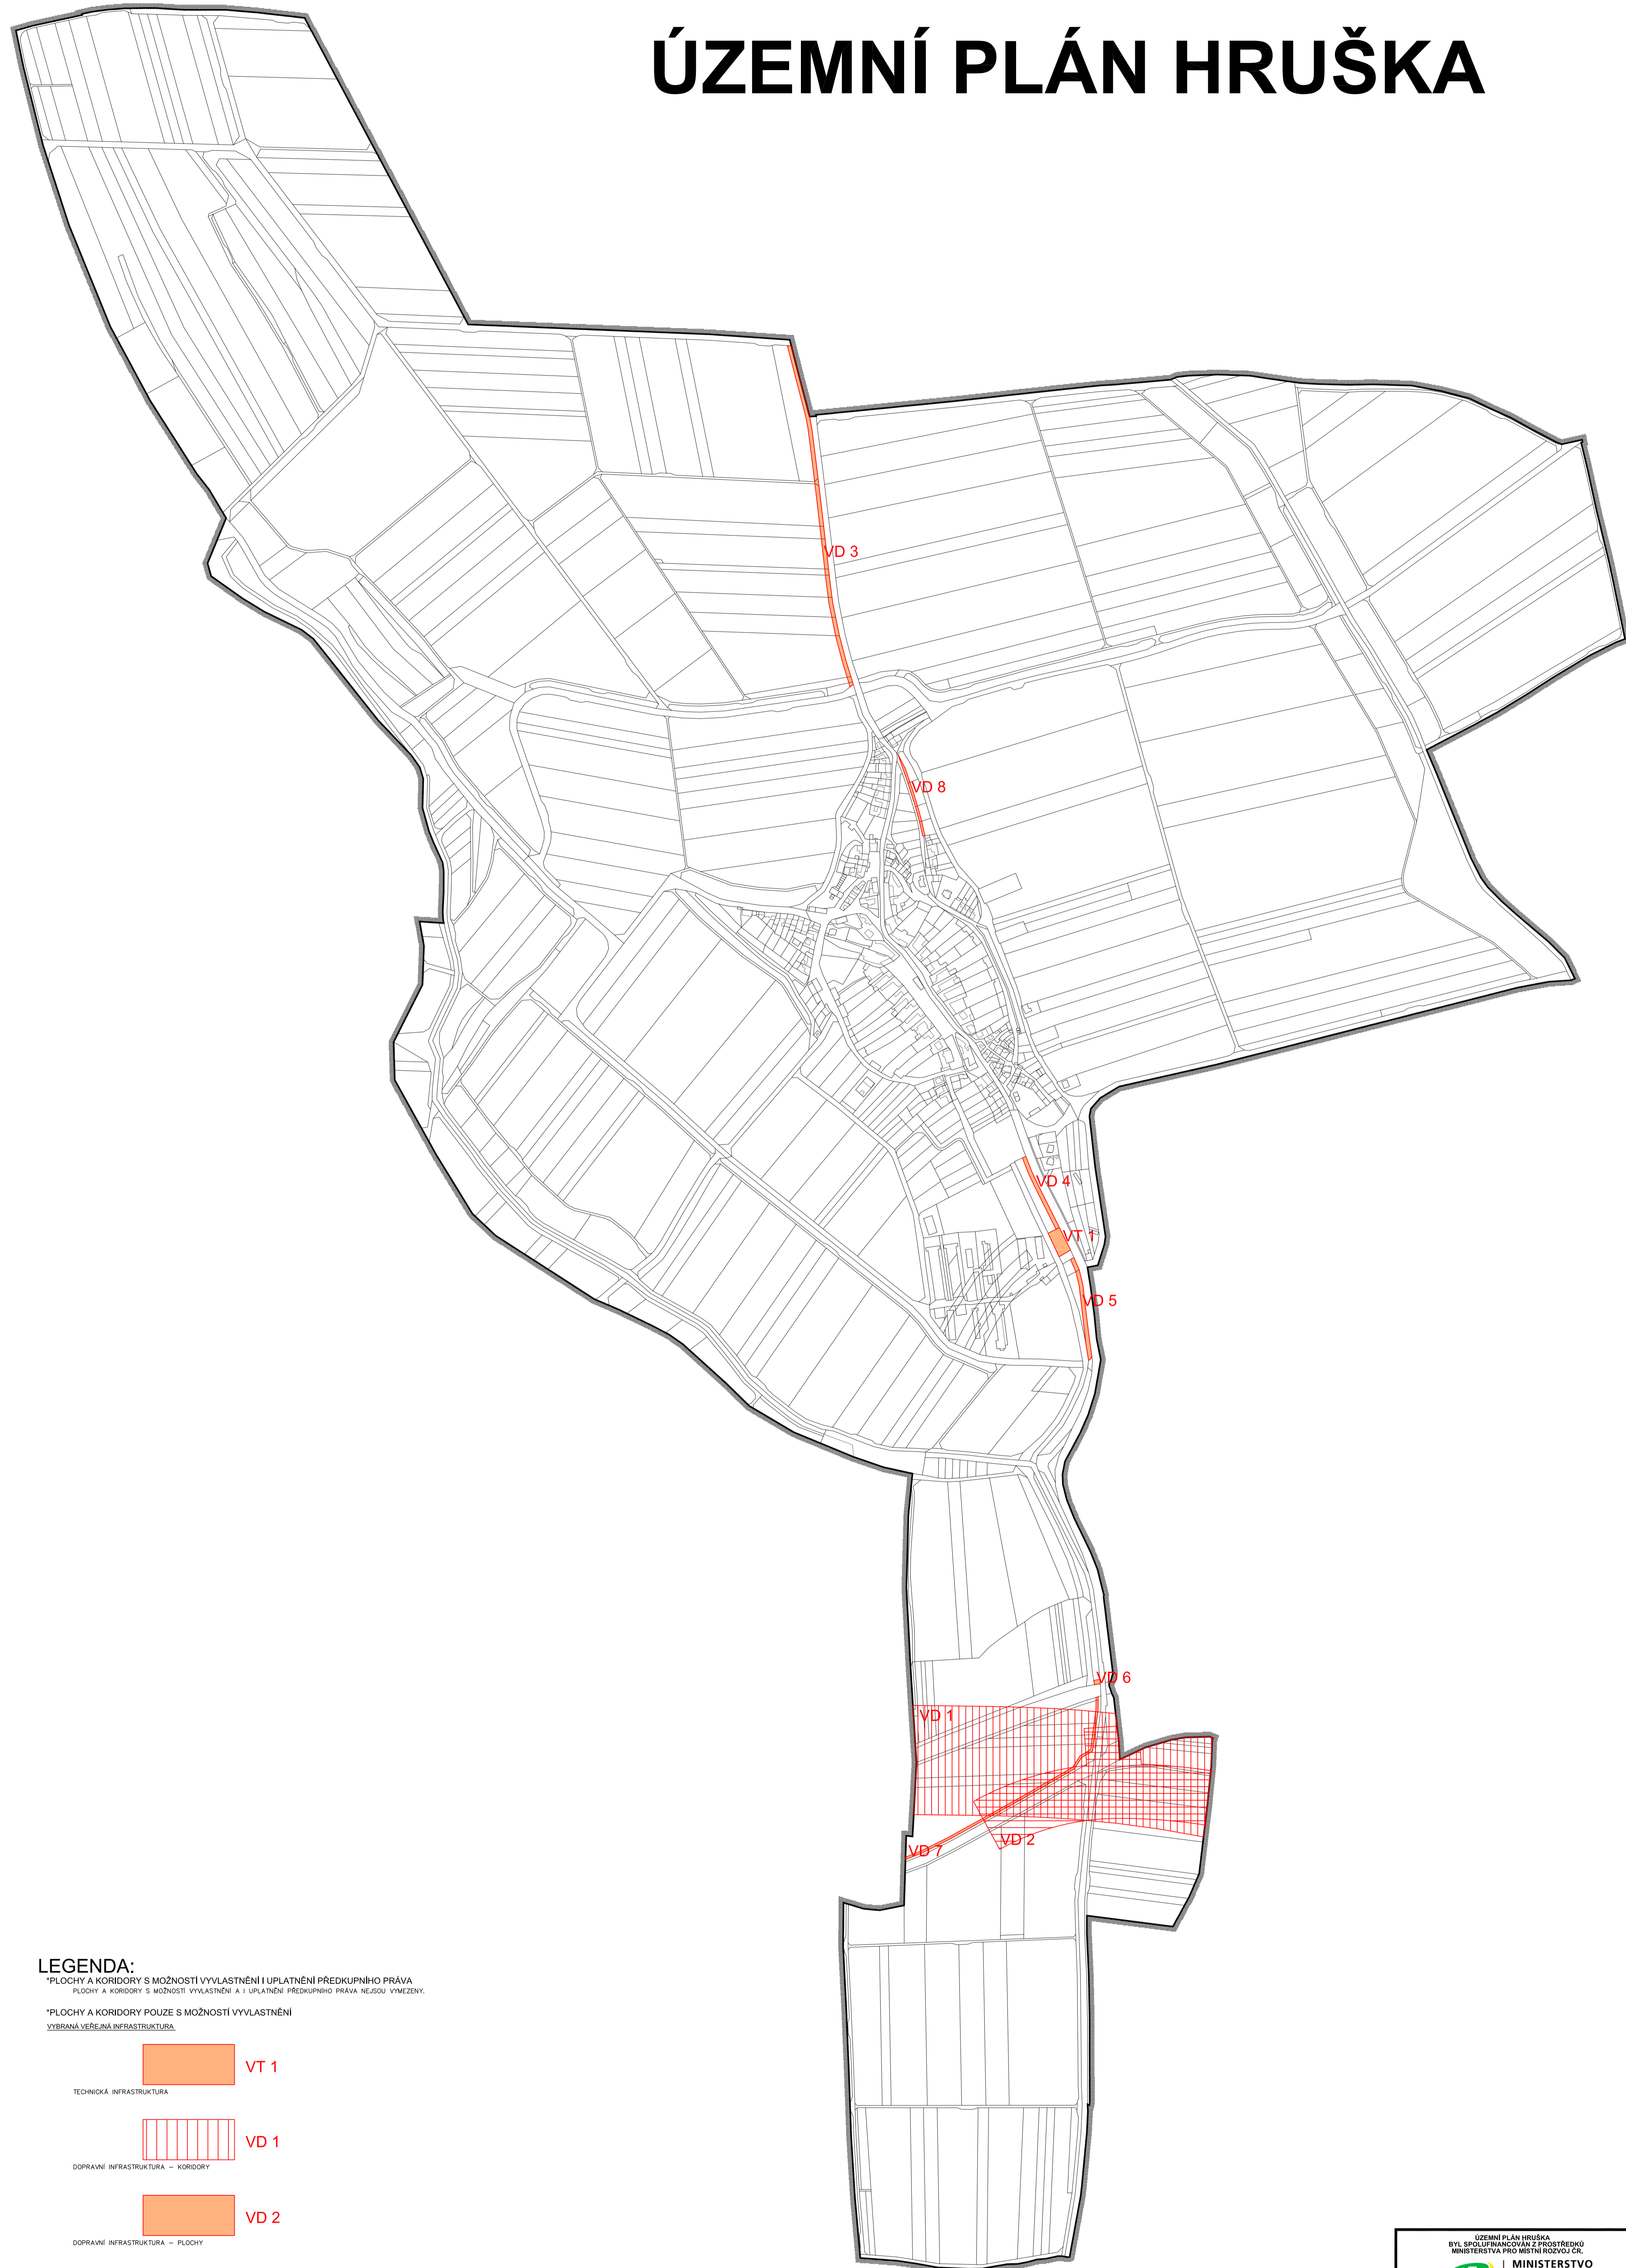 ÚZEMNÍ PLÁN HRUŠKA
VD 3
VD 8
VD 4
VT 1
VD 5
VD 6
VD 1
VD 2
VD 7
LEGENDA:
*PLOCHY A KORIDORY S MOŽNOSTÍ VYVLASTNĚNÍ I UPLATNĚNÍ PŘEDKUPNÍHO PRÁVA
PLOCHY A KORIDORY S MOŽNOSTÍ VYVLASTNĚNÍ A I UPLATNĚNÍ PŘEDKUPNÍHO PRÁVA NEJSOU VYMEZENY.
*PLOCHY A KORIDORY POUZE S MOŽNOSTÍ VYVLASTNĚNÍ
VYBRANÁ VEŘEJNÁ INFRASTRUKTURA
VT 1
TECHNICKÁ INFRASTRUKTURA
VD 1
DOPRAVNÍ INFRASTRUKTURA – KORIDORY
VD 2
DOPRAVNÍ INFRASTRUKTURA – PLOCHY
ÚZEMNÍ PLÁN HRUŠKA
BYL SPOLUFINANCOVÁN Z PROSTŘEDKŮ
MINISTERSTVA PRO MÍSTNÍ ROZVOJ ČR.
MINISTERSTVO